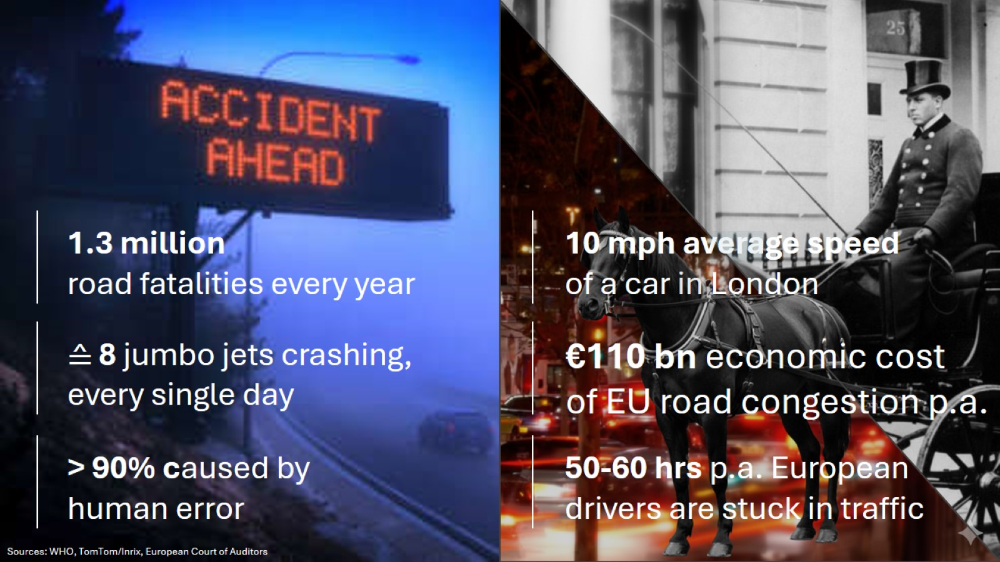 ACCIDENT
AHEAD
1.3 million
road fatalities every year
≙ 8 jumbo jets crashing,
every single day
> 90% caused by
human error
Sources: WHO, TomTom/Inrix, European Court of Auditors
25
10 mph average speed
of a car in London
€110 bn economic cost
of EU road congestion p.a.
50-60 hrs p.a. European
drivers are stuck in traffic